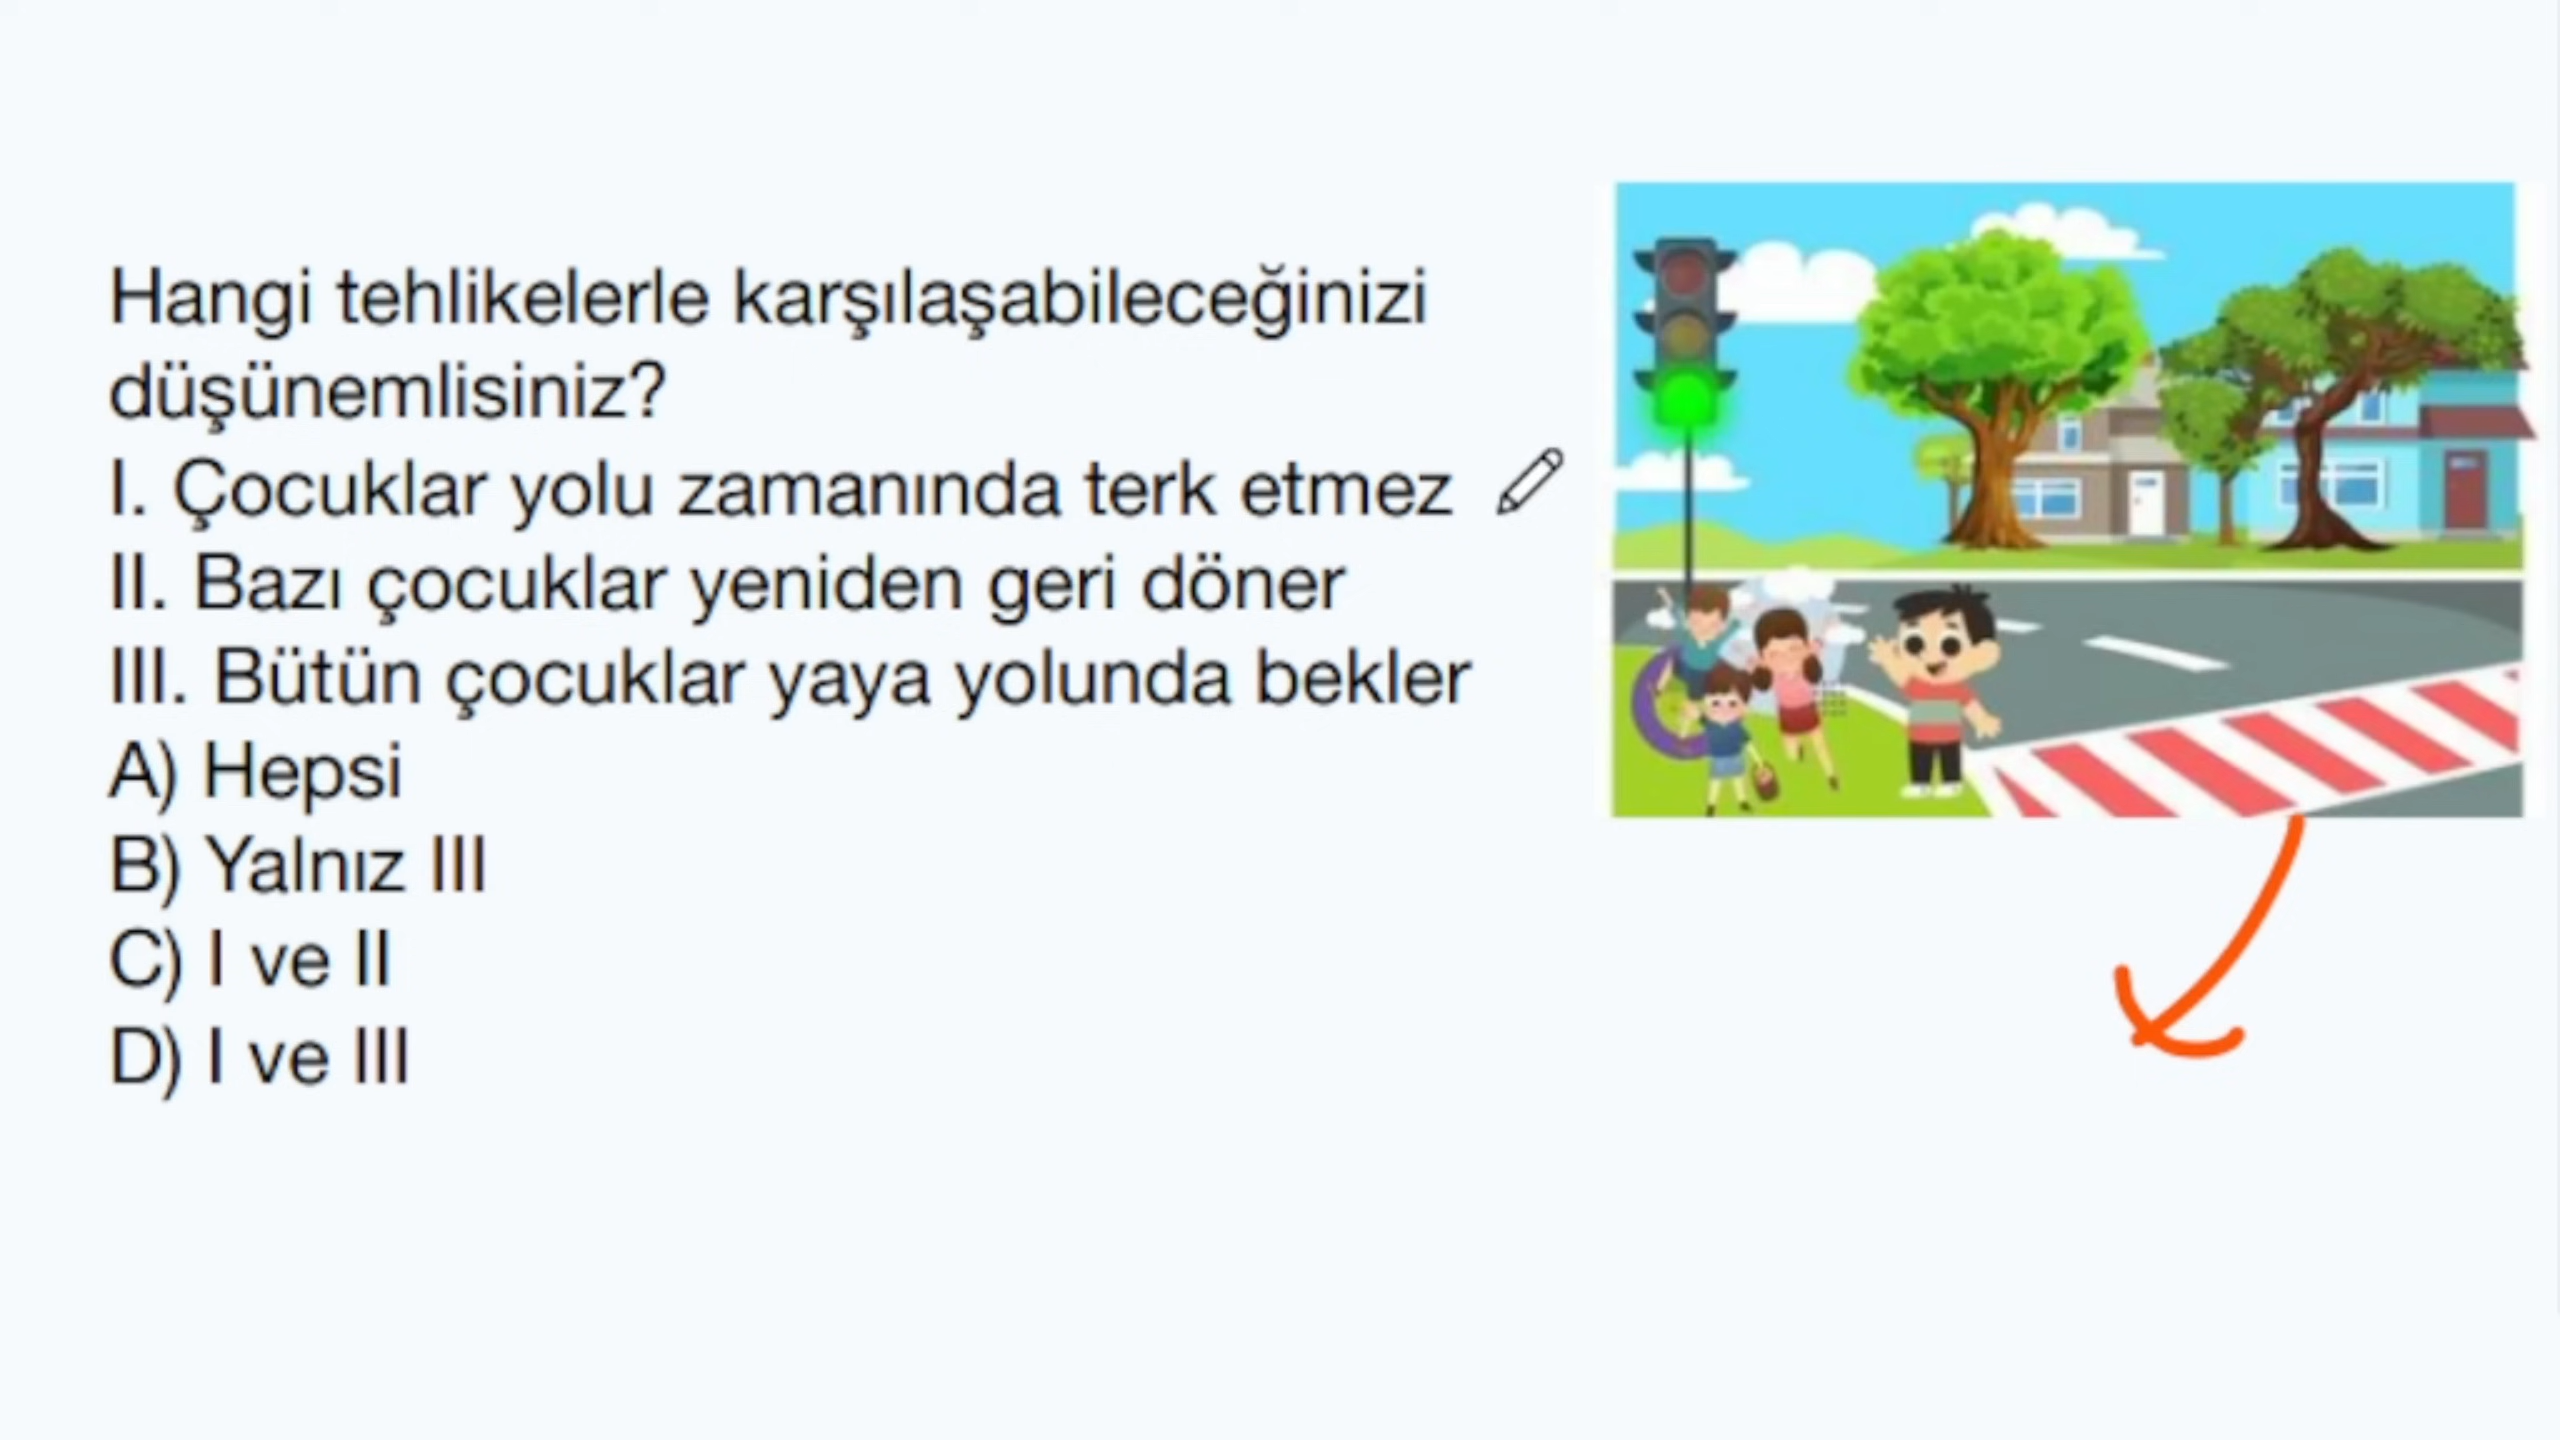 Hangi tehlikelerle karşılaşabileceğinizi
düşünemlisiniz?
I. Çocuklar yolu zamanında terk etmez
II. Bazı çocuklar yeniden geri döner
III. Bütün çocuklar yaya yolunda bekler
A) Hepsi
B) Yalnız III
C) I ve II
D) I ve III